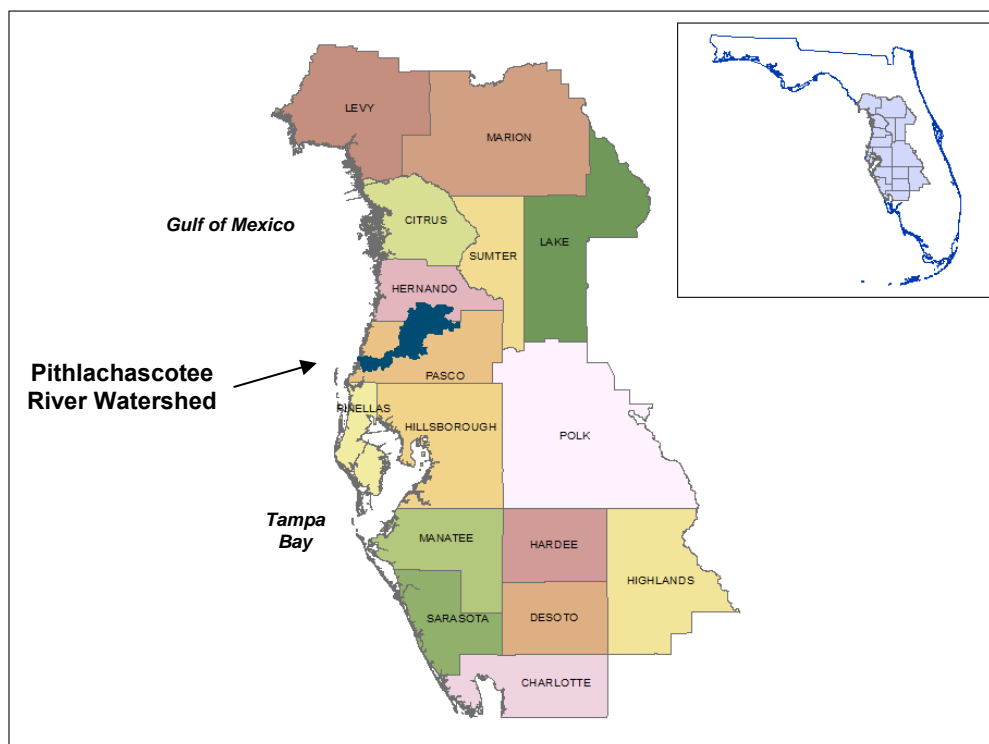 LEVY
MARION
Gulf of Mexico
CITRUS
LAKE
SUMTER
HERNANDO
Pithlachascotee
River Watershed
PASCO
PINELLAS
HILLSBOROUGH
POLK
Tampa
Bay
MANATEE
HARDEE
HIGHLANDS
SARASOTA
DESOTO
CHARLOTTE